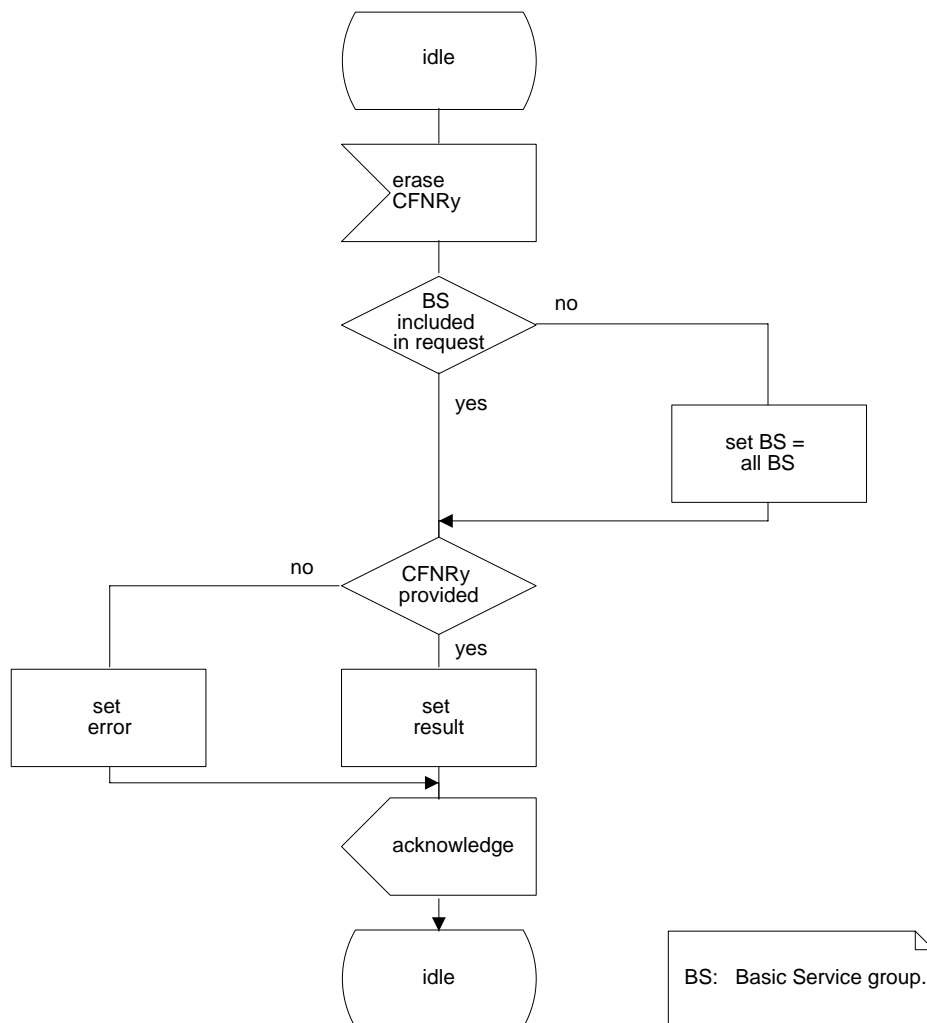 idle
erase
CFNRy
BS
included
in request
no
yes
set BS =
all BS
no
CFNRy
provided
yes
set
error
set
result
acknowledge
idle
BS: Basic Service group.